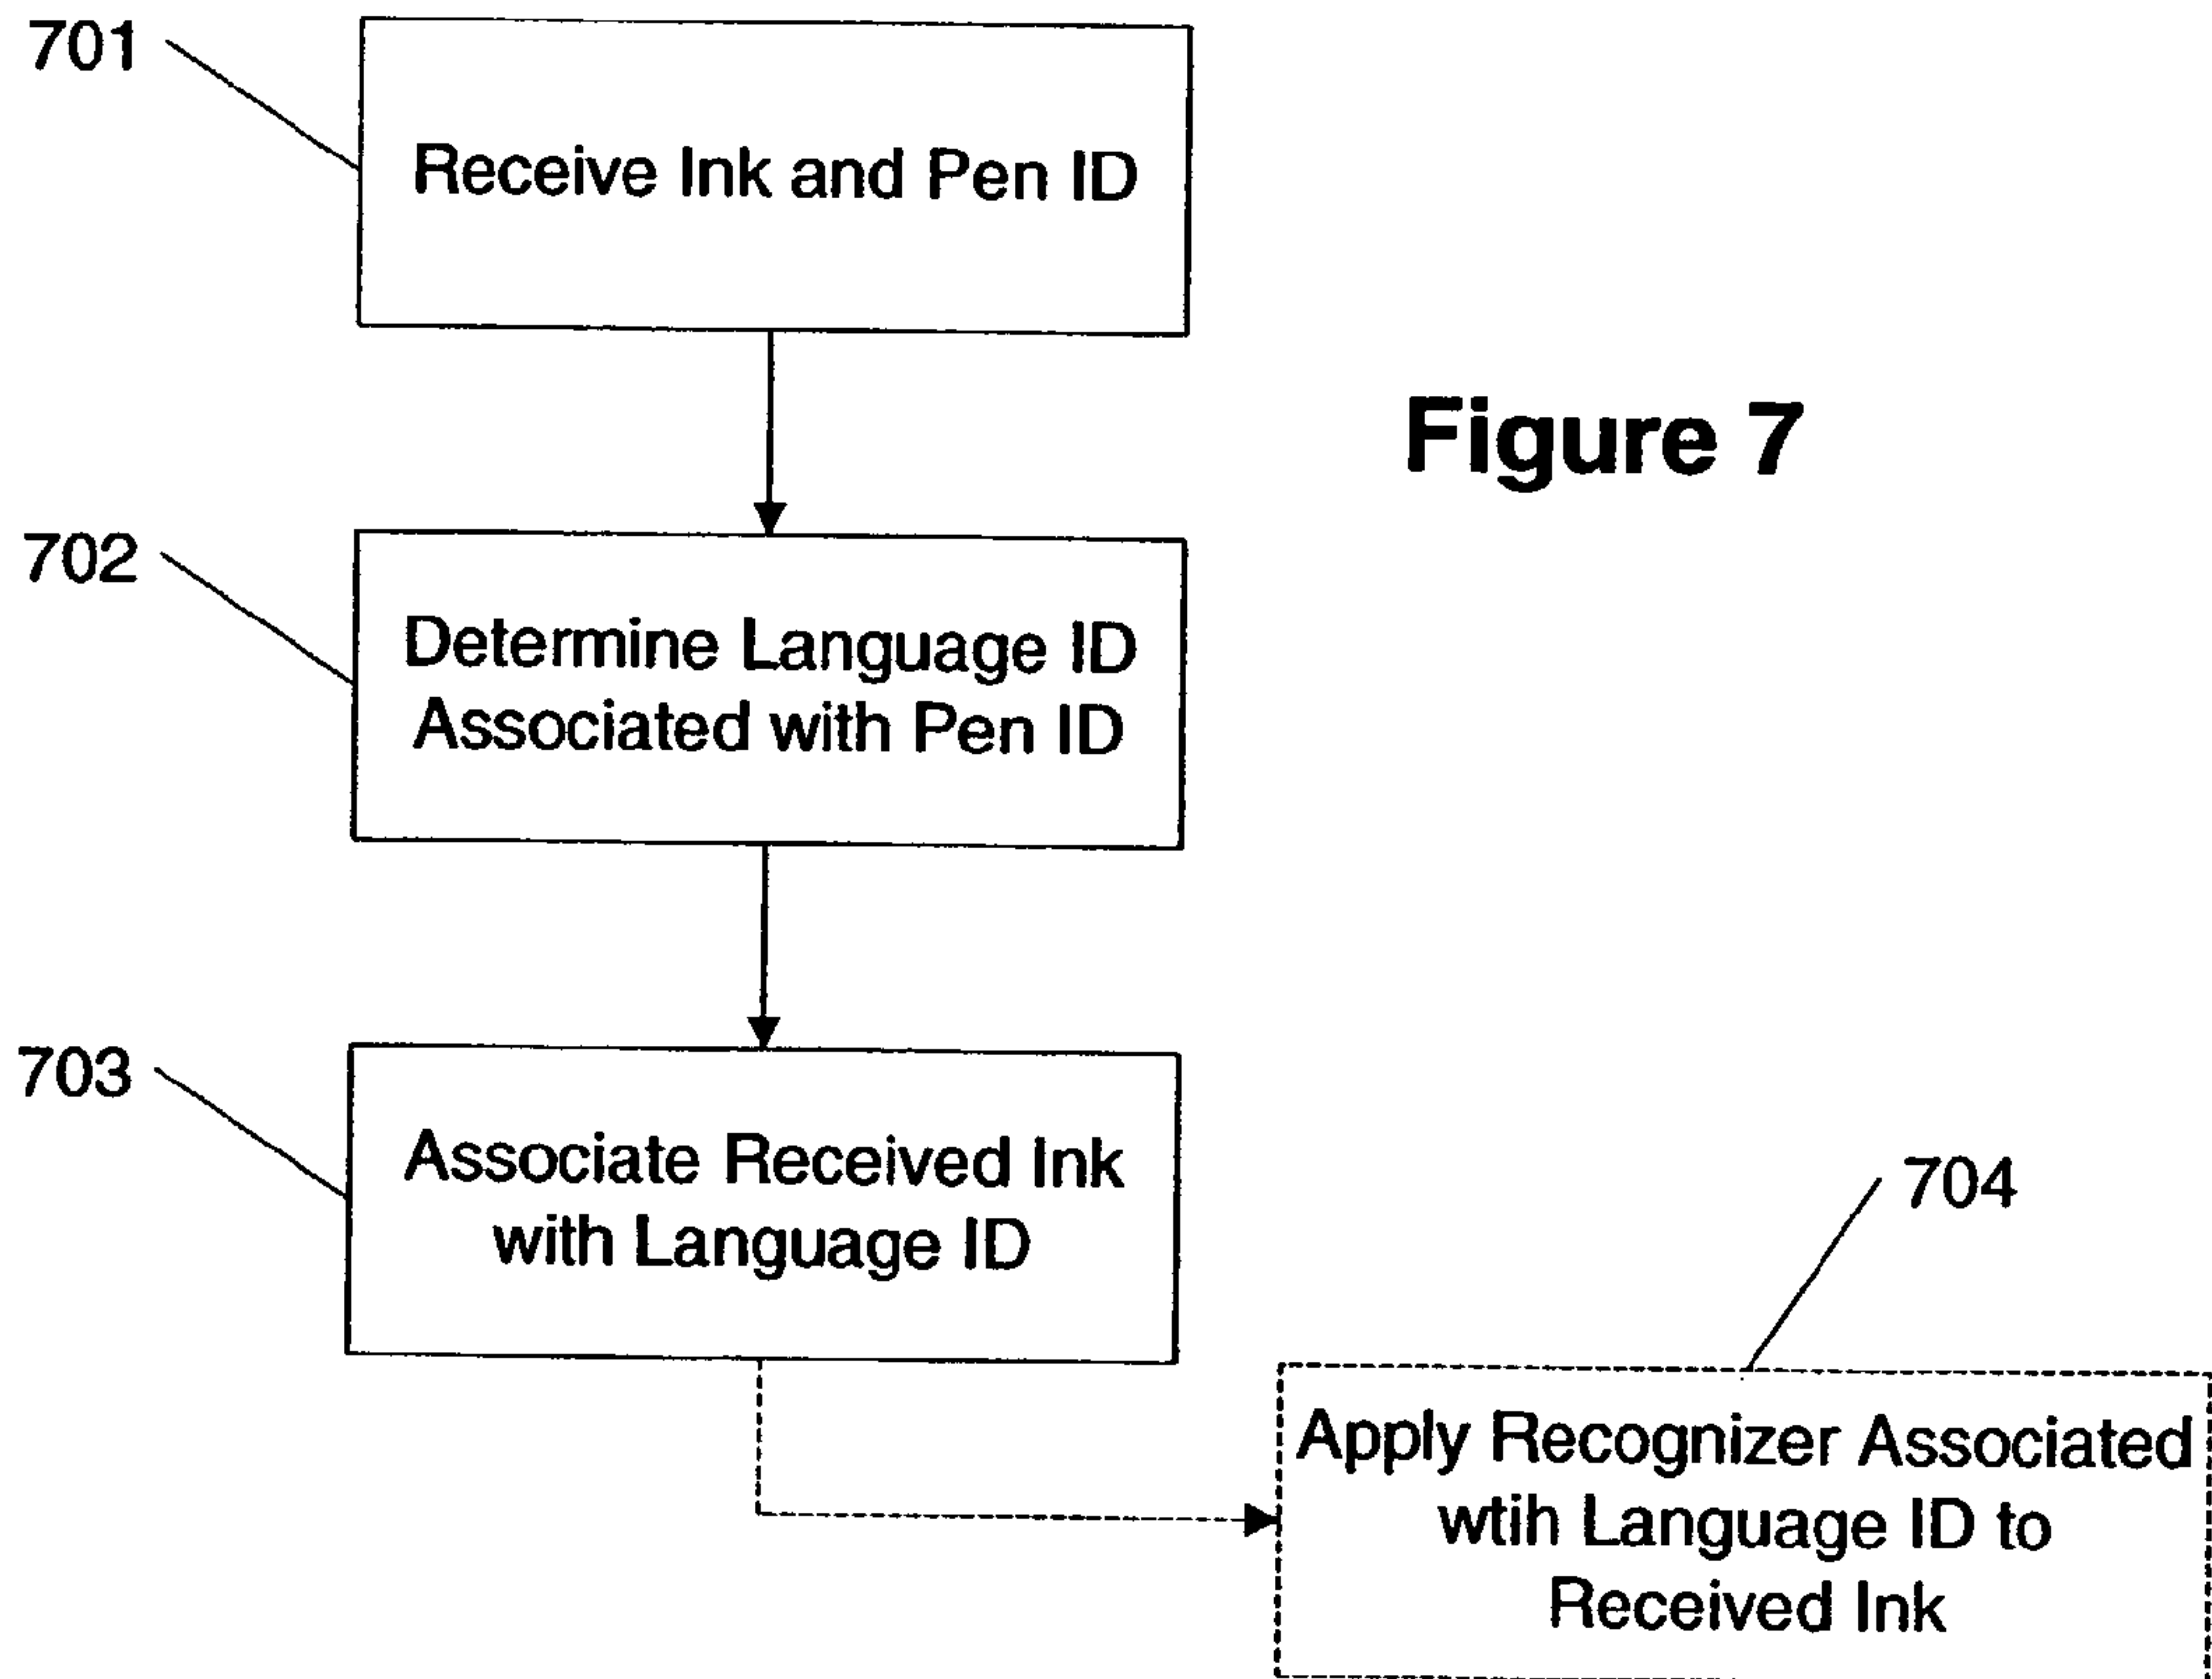 701
Receive Ink and Pen ID
Figure 7
702
Determine Language ID
Associated with Pen ID
703
Associate Received Ink
with Language ID
704
Apply Recognizer Associated
wtih Language ID to
Received Ink